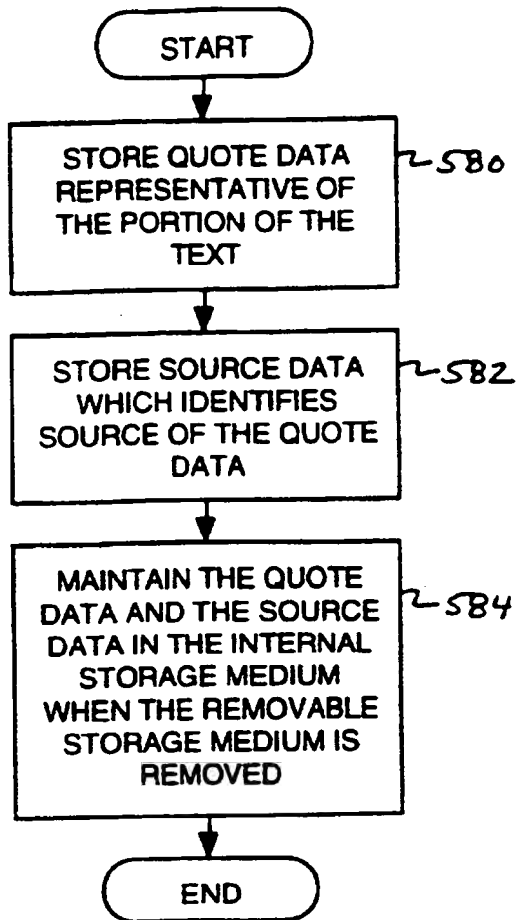 START
STORE QUOTE DATA
REPRESENTATIVE OF
THE PORTION OF THE
TEXT
580
STORE SOURCE DATA
WHICH IDENTIFIES
SOURCE OF THE QUOTE
DATA
582
MAINTAIN THE QUOTE
DATA AND THE SOURCE
DATA IN THE INTERNAL
STORAGE MEDIUM
WHEN THE REMOVABLE
STORAGE MEDIUM IS
REMOVED
584
END